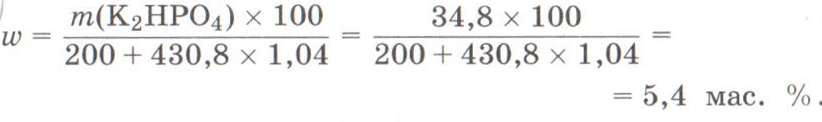 w = m(K₂HPO₄) × 100 / 200 + 430,8 × 1,04 = 34,8 × 100 / 200 + 430,8 × 1,04 =
= 5,4 мас. %.